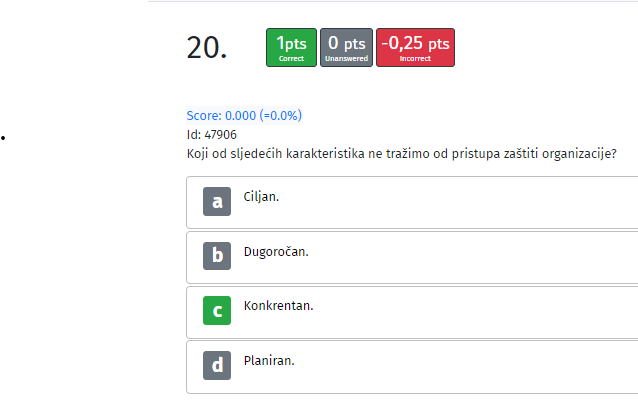 20.
1pts
Correct
0 pts
Unanswered
-0,25 pts
Incorrect
Score: 0.000 (=0.0%)
Id: 47906
Koji od sljedećih karakteristika ne tražimo od pristupa zaštiti organizacije?
a Ciljan.
b Dugoročan.
c Konkrentan.
d Planiran.